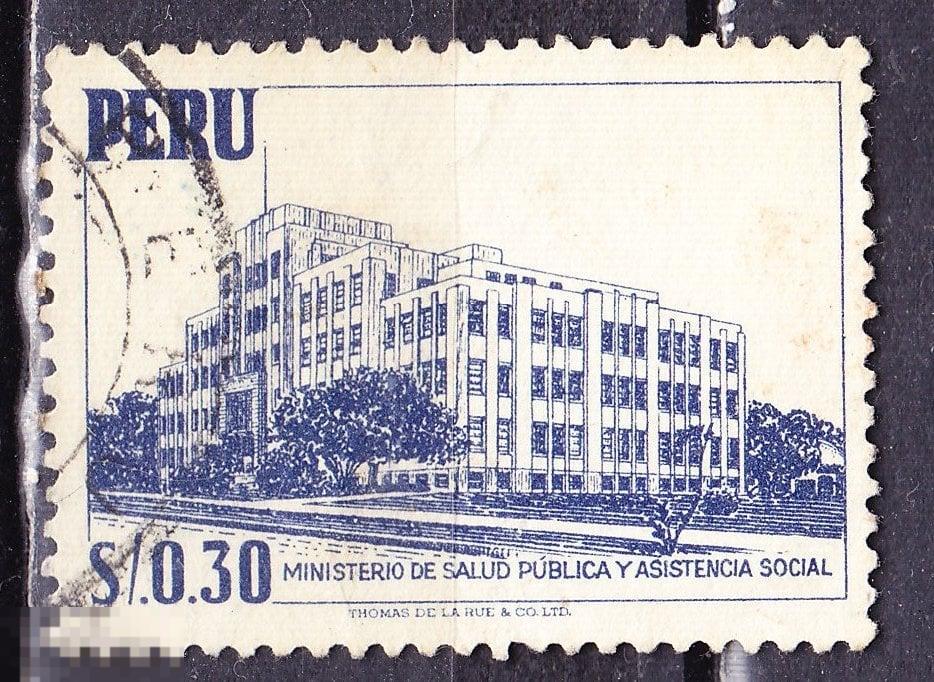 PERU
S/.0.30
MINISTERIO DE SALUD PÚBLICA Y ASISTENCIA SOCIAL
THOMAS DE LA RUE & CO. LTD.